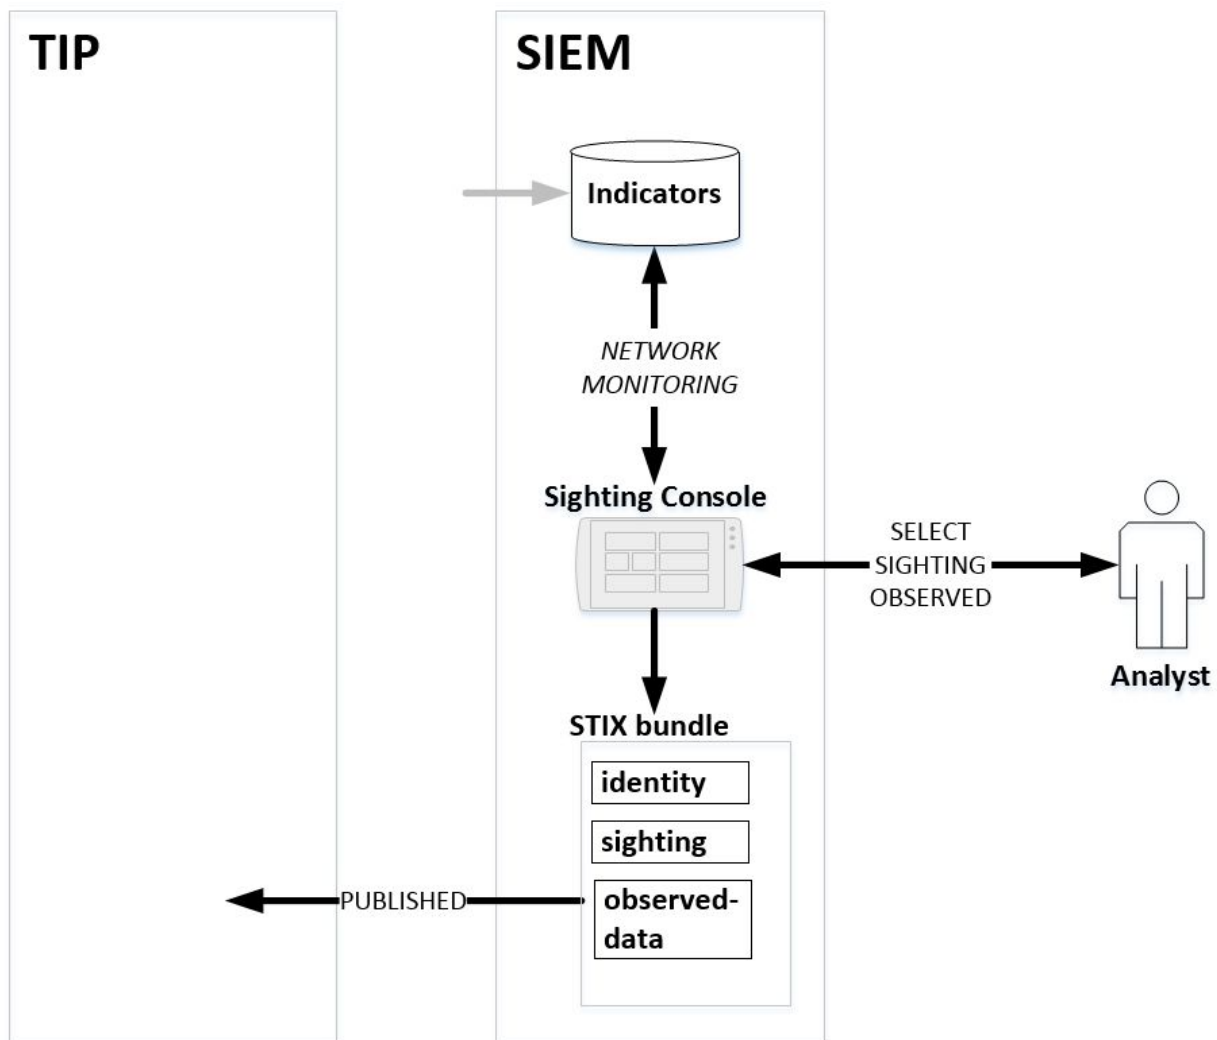 TIP
SIEM
Indicators
NETWORK
MONITORING
Sighting Console
SELECT
SIGHTING
OBSERVED
Analyst
STIX bundle
identity
sighting
observed-
data
PUBLISHED